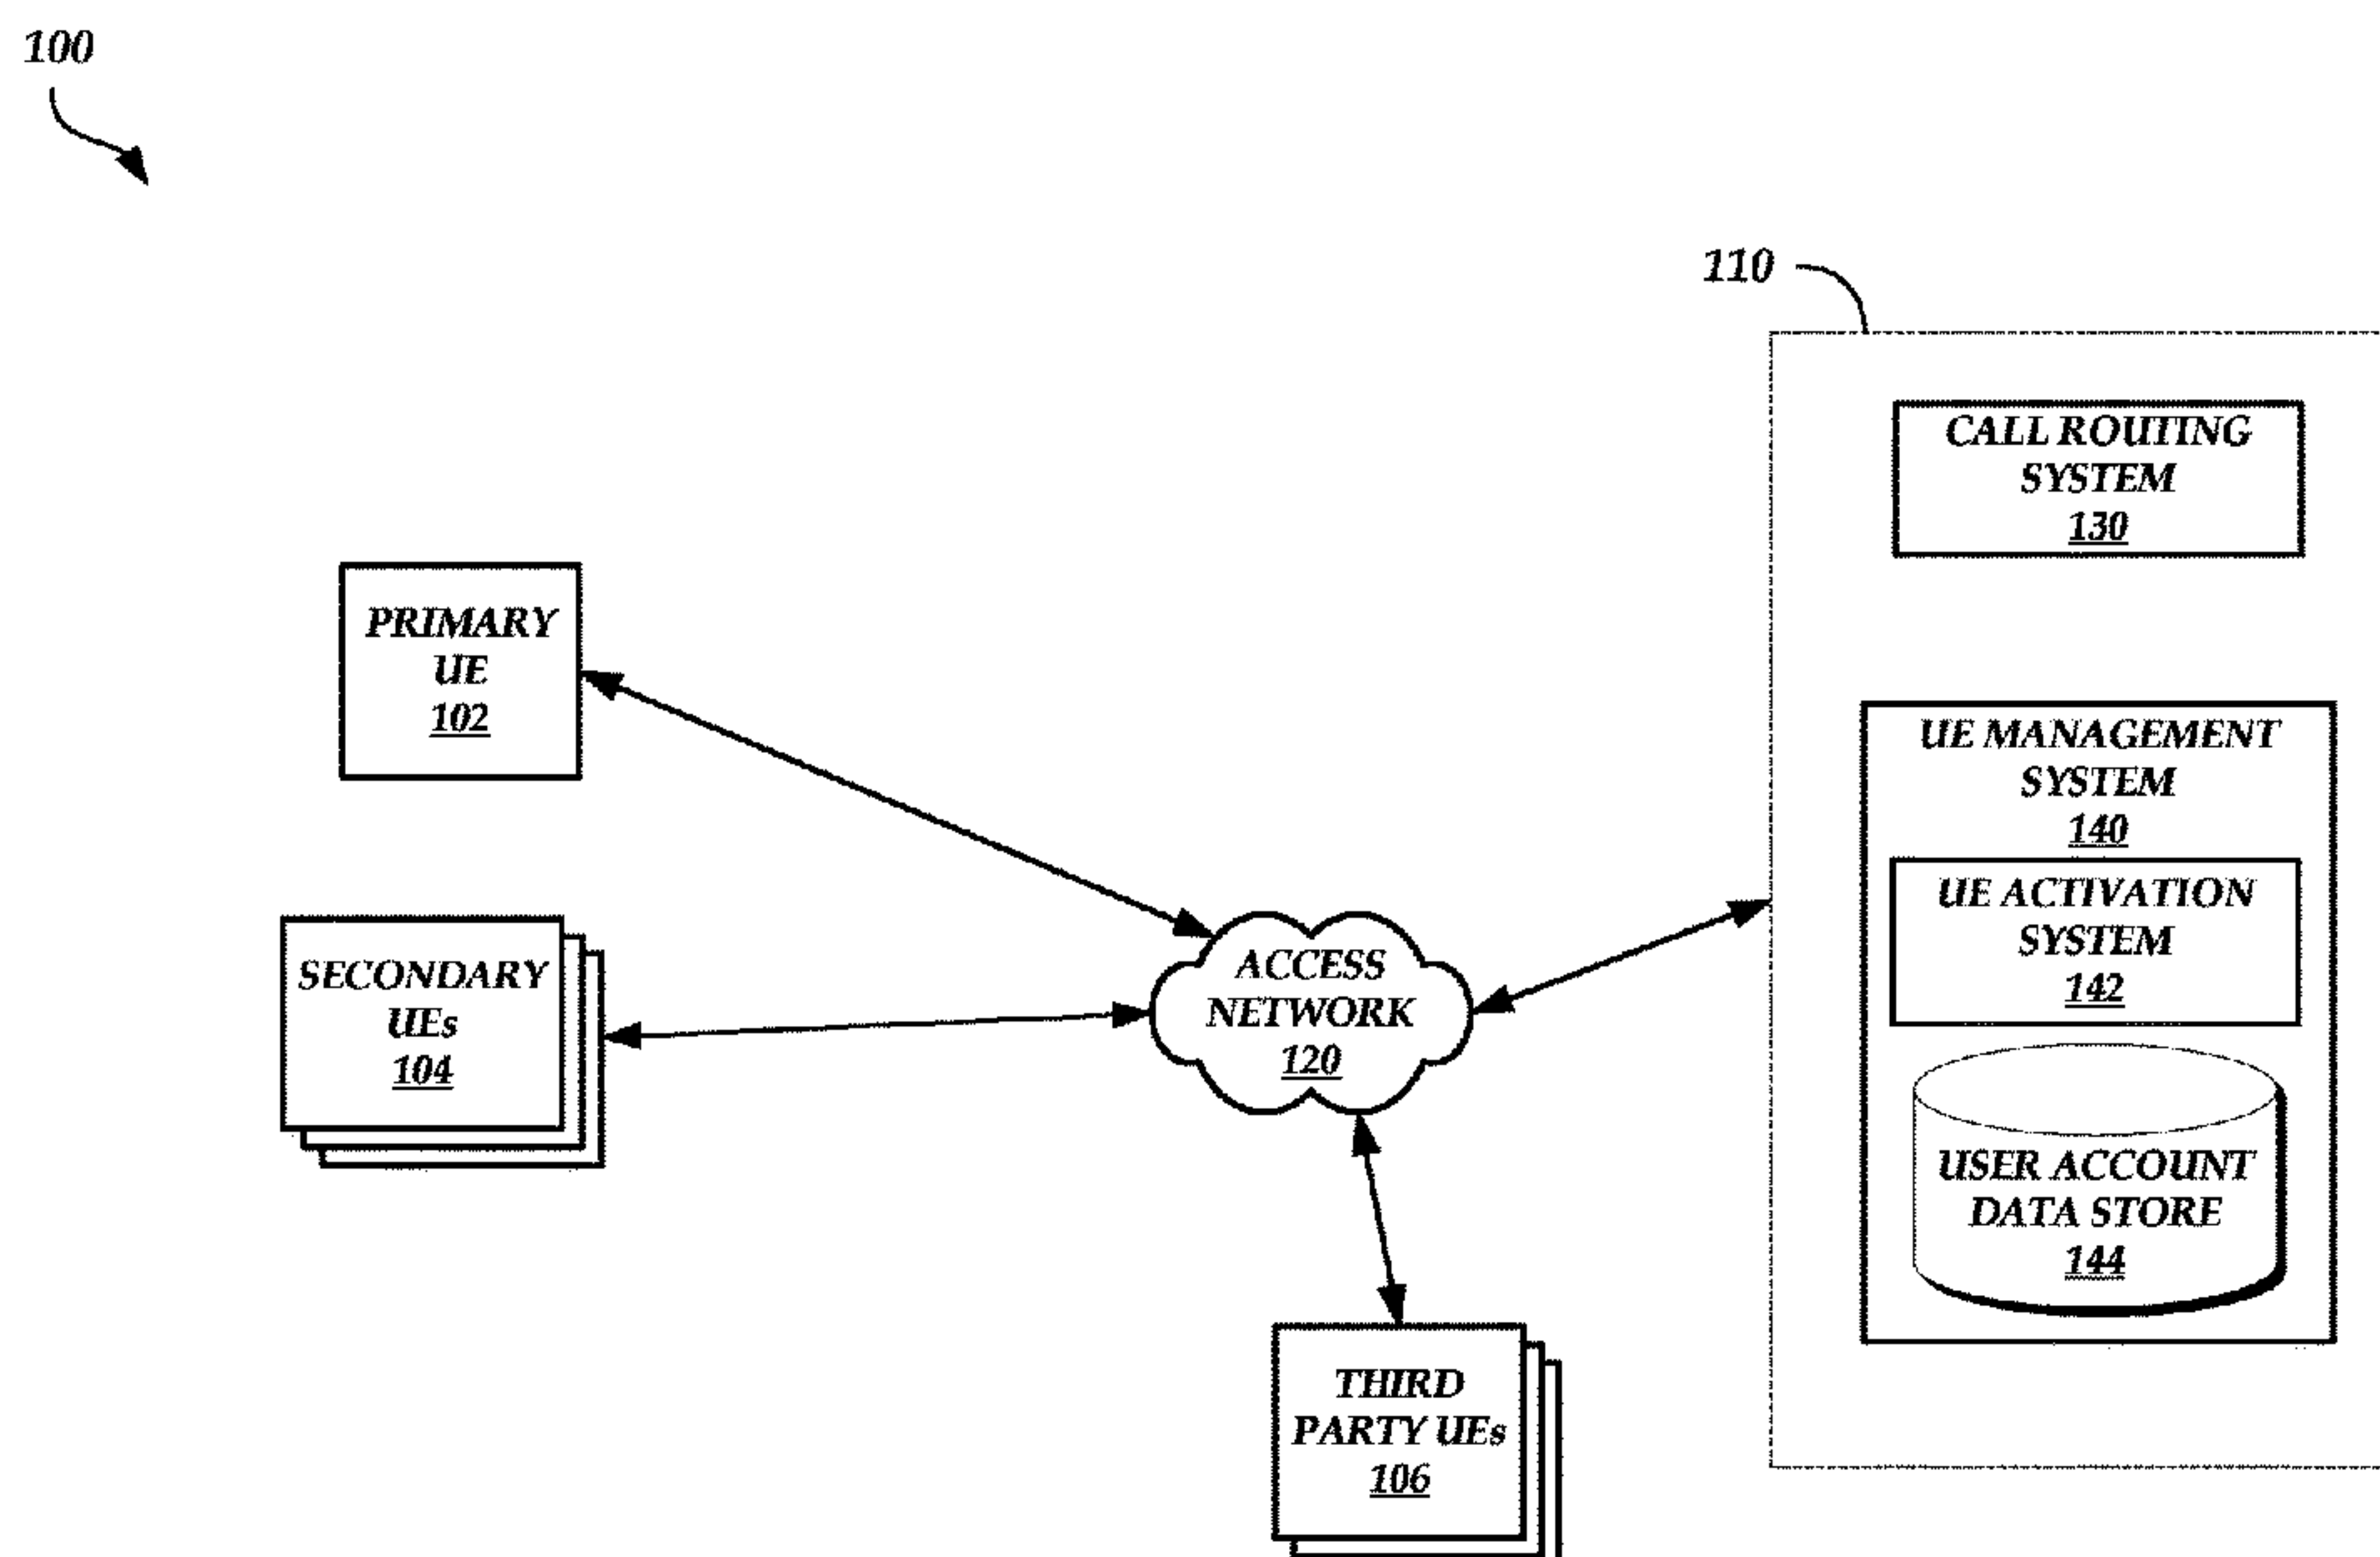 100
110
CALL ROUTING
SYSTEM
130
PRIMARY
UE
102
UE MANAGEMENT
SYSTEM
140
UE ACTIVATION
SYSTEM
142
SECONDARY
UEs
104
ACCESS
NETWORK
120
USER ACCOUNT
DATA STORE
144
THIRD
PARTY UEs
106